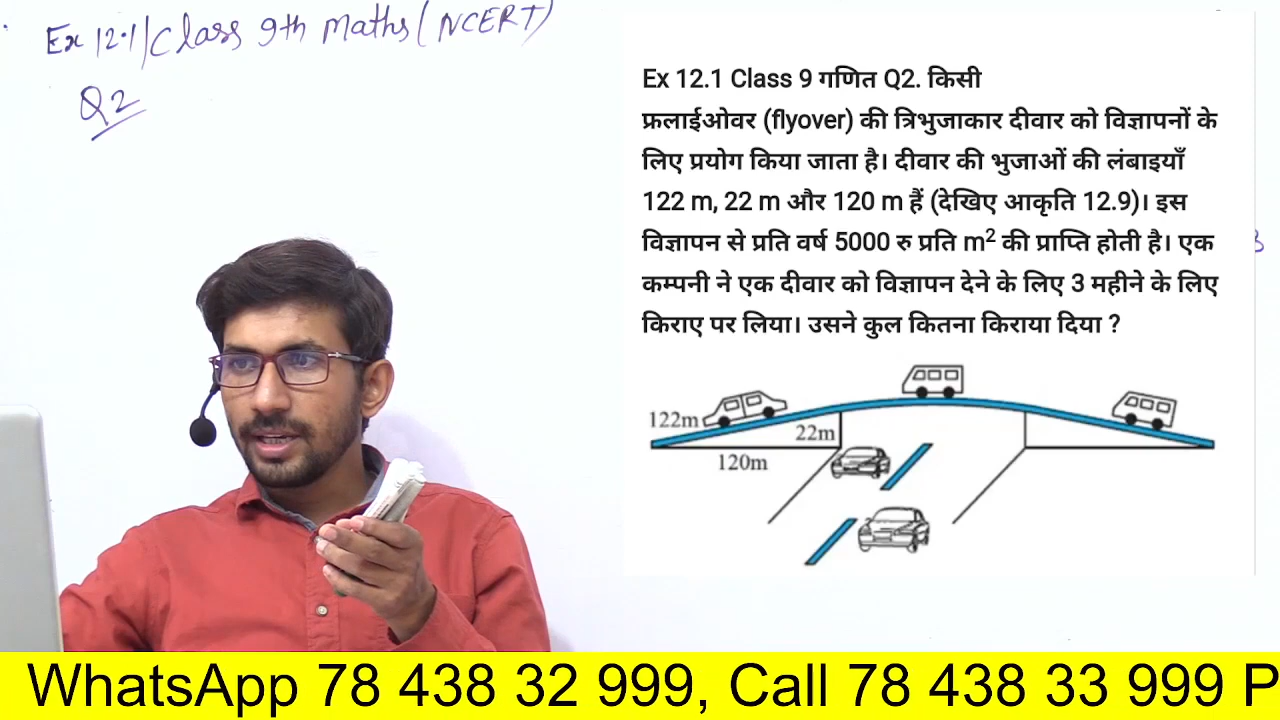 Ex 12.1/Class 9th Maths (NCERT)
Q2
Ex 12.1 Class 9 गणित Q2. किसी
फ्रलाईओवर (flyover) की त्रिभुजाकार दीवार को विज्ञापनों के
लिए प्रयोग किया जाता है। दीवार की भुजाओं की लंबाइयाँ
122 m, 22 m और 120 m हैं (देखिए आकृति 12.9)। इस
विज्ञापन से प्रति वर्ष 5000 रु प्रति m² की प्राप्ति होती है। एक
कम्पनी ने एक दीवार को विज्ञापन देने के लिए 3 महीने के लिए
किराए पर लिया। उसने कुल कितना किराया दिया ?
122m
22m
120m
WhatsApp 78 438 32 999, Call 78 438 33 999 P